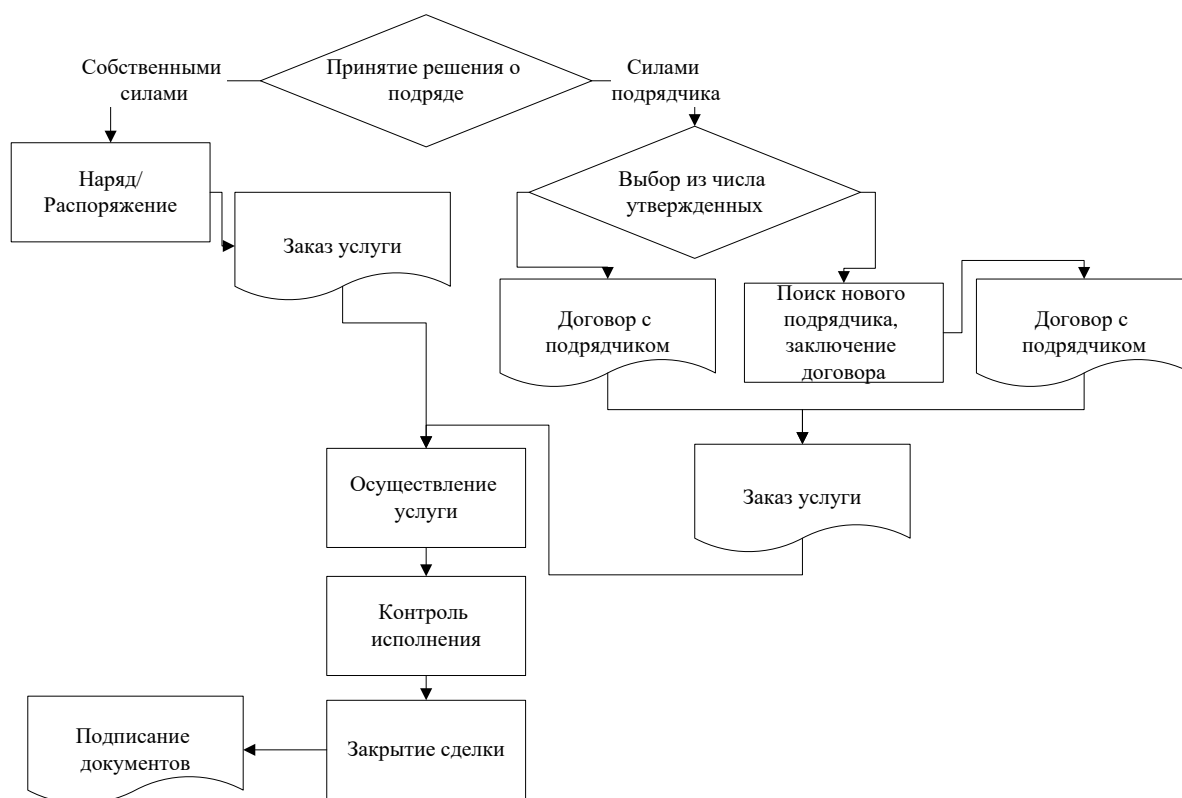 Собственными
силами
Принятие решения о
подряде
Силами
подрядчика
Наряд/
Распоряжение
Заказ услуги
Выбор из числа
утвержденных
Договор с
подрядчиком
Поиск нового
подрядчика,
заключение
договора
Договор с
подрядчиком
Осуществление
услуги
Заказ услуги
Контроль
исполнения
Подписание
документов
Закрытие сделки